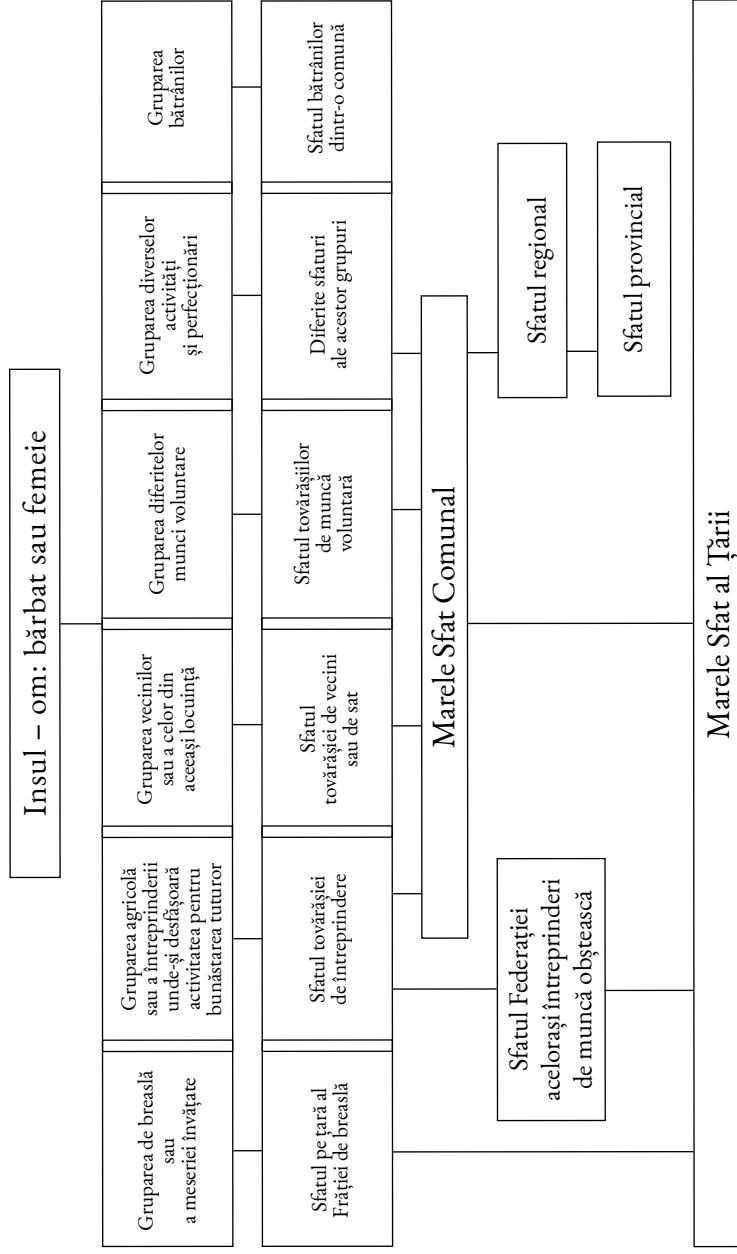 Insul – om: bărbat sau femeie
Gruparea de breaslă
sau
a meseriei învățate
Gruparea agricolă
sau a întreprinderii
unde-și desfășoară
activitatea pentru
bunăstarea tuturor
Gruparea vecinilor
sau a celor din
aceeași locuință
Gruparea diferitelor
munci voluntare
Gruparea diverselor
activități
și perfecționări
Gruparea
bătrânilor
Sfatul pe țară al
Frăției de breaslă
Sfatul tovărășiei
de întreprindere
Sfatul
tovărășiei de vecini
sau de sat
Sfatul tovărășiilor
de muncă
voluntară
Diferite sfaturi
ale acestor grupuri
Sfatul bătrânilor
dintr-o comună
Marele Sfat Comunal
Sfatul Federației
acelorași întreprinderi
de muncă obștească
Sfatul regional
Sfatul provincial
Marele Sfat al Țării